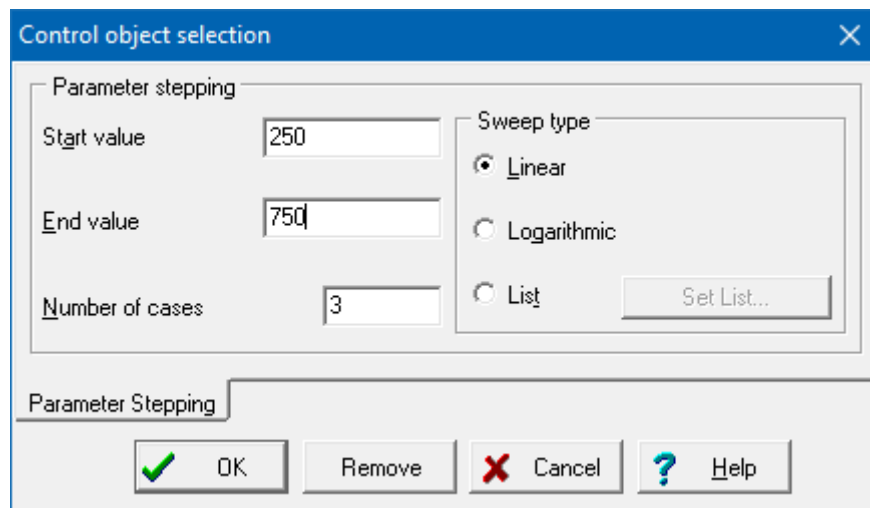 Control object selection
Parameter stepping
Start value
250
End value
750
Number of cases
3
Sweep type
Linear
Logarithmic
List
Set List...
Parameter Stepping
OK
Remove
Cancel
Help